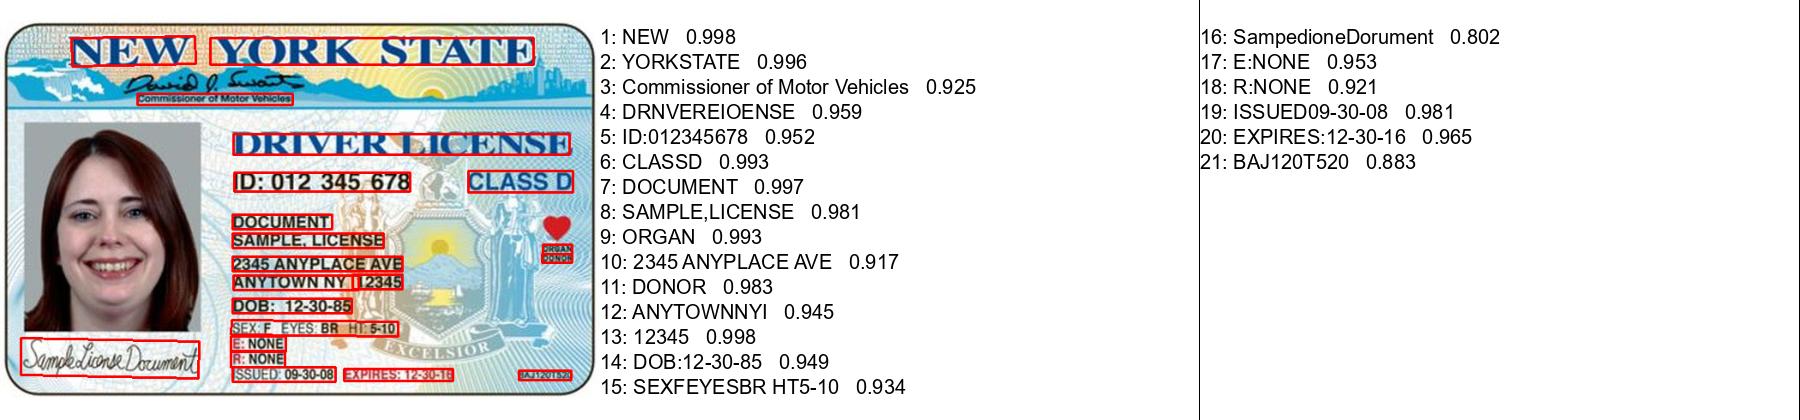 NEW YORK STATE
Commissioner of Motor Vehicles
DRIVER LICENSE
ID: 012 345 678 CLASS D
DOCUMENT
SAMPLE, LICENSE
ORGAN
DONOR
2345 ANYPLACE AVE
ANYTOWN NY 12345
DOB: 12-30-85
SEX: F EYES: BR HT: 5-10
E: NONE
R: NONE
ISSUED: 09-30-08 EXPIRES: 12-30-16
BAJ120T520
EXCELSIOR
Sample License Document
1: NEW 0.998
2: YORKSTATE 0.996
3: Commissioner of Motor Vehicles 0.925
4: DRNVEREIOENSE 0.959
5: ID:012345678 0.952
6: CLASSD 0.993
7: DOCUMENT 0.997
8: SAMPLE,LICENSE 0.981
9: ORGAN 0.993
10: 2345 ANYPLACE AVE 0.917
11: DONOR 0.983
12: ANYTOWNNYI 0.945
13: 12345 0.998
14: DOB:12-30-85 0.949
15: SEXFEYESBR HT5-10 0.934
16: SampedioneDorument 0.802
17: E:NONE 0.953
18: R:NONE 0.921
19: ISSUED09-30-08 0.981
20: EXPIRES:12-30-16 0.965
21: BAJ120T520 0.883